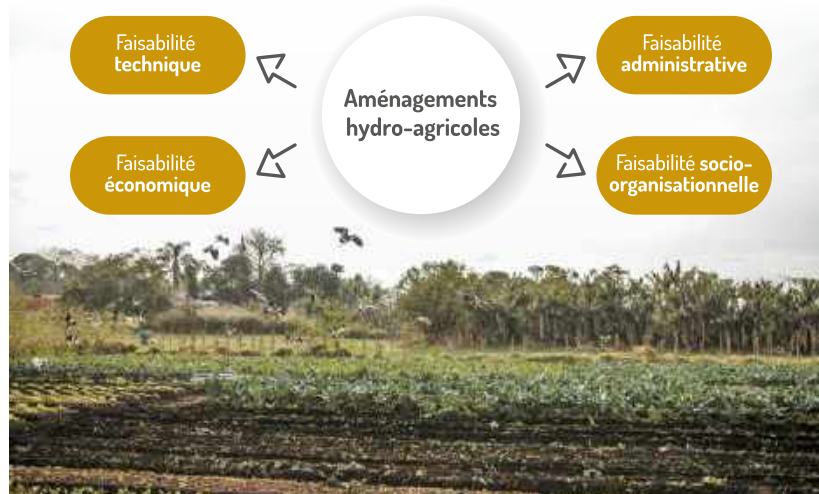 Faisabilité
technique
Faisabilité
économique
Aménagements
hydro-agricoles
Faisabilité
administrative
Faisabilité socio-
organisationnelle